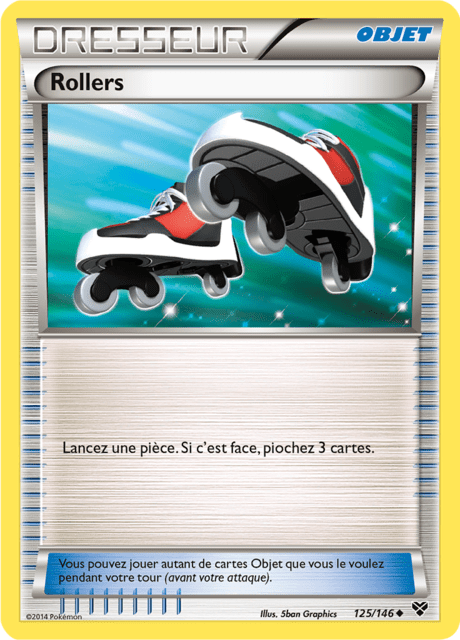 DRESSEUR
OBJET
Rollers
Lancez une pièce. Si c'est face, piochez 3 cartes.
Vous pouvez jouer autant de cartes Objet que vous le voulez
pendant votre tour (avant votre attaque).
©2014 Pokémon
Illus. 5ban Graphics
125/146
XY